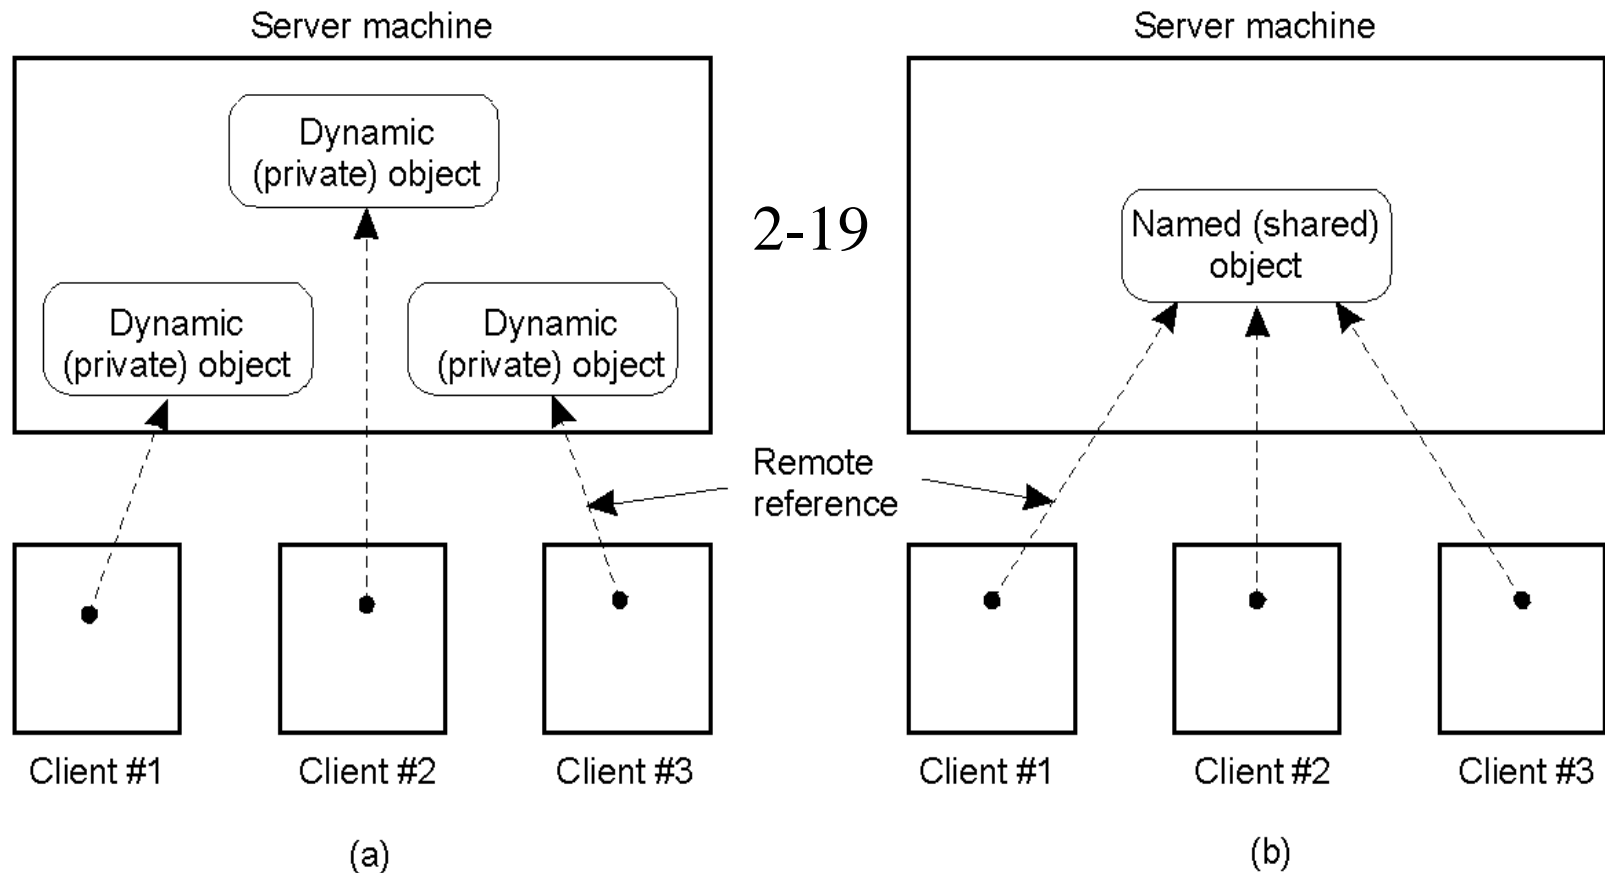 Server machine
Dynamic
(private) object
Dynamic
(private) object
Dynamic
(private) object
Client #1
Client #2
Client #3
(a)
2-19
Remote
reference
Server machine
Named (shared)
object
Client #1
Client #2
Client #3
(b)